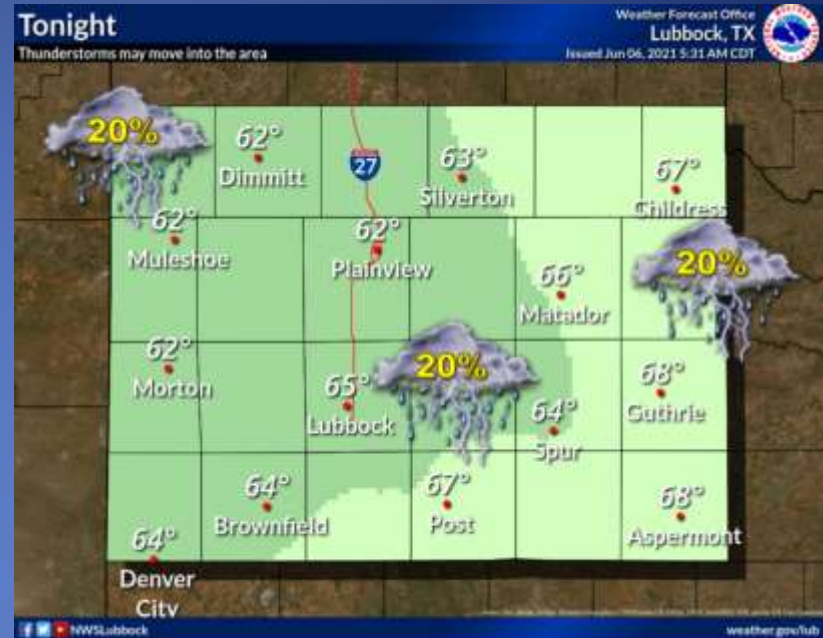 Tonight
Thunderstorms may move into the area
Weather Forecast Office
Lubbock, TX
Issued Jun 06, 2021 5:31 AM CDT
20%
62°
Dimmitt
27
63°
Silverton
67°
Childress
62°
Muleshoe
62°
Plainview
66°
Matador
20%
62°
Morton
65°
Lubbock
20%
64°
Spur
68°
Guthrie
64°
Brownfield
67°
Post
68°
Aspermont
64°
Denver
City
NWSLubbock
weather.gov/lub